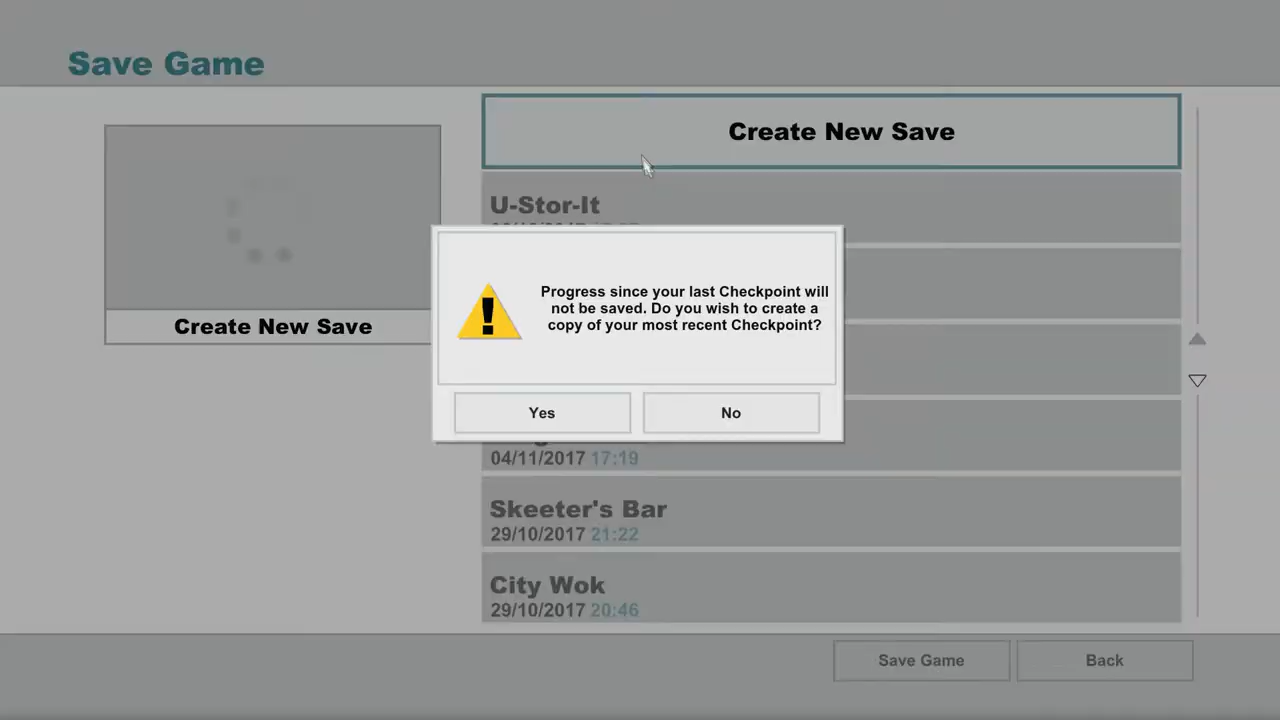 Save Game
Create New Save
U-Stor-It
Create New Save
Progress since your last Checkpoint will
not be saved. Do you wish to create a
copy of your most recent Checkpoint?
Yes
No
04/11/2017 17:19
Skeeter's Bar
29/10/2017 21:22
City Wok
29/10/2017 20:46
Save Game
Back